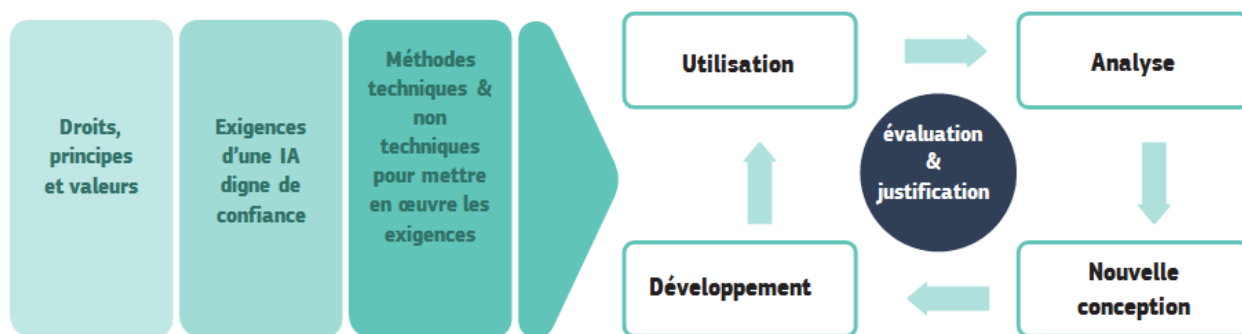 Droits,
principes
et valeurs
Exigences
d'une IA
digne de
confiance
Méthodes
techniques &
non
techniques
pour mettre
en œuvre les
exigences
Utilisation
Analyse
évaluation
&
justification
Développement
Nouvelle
conception